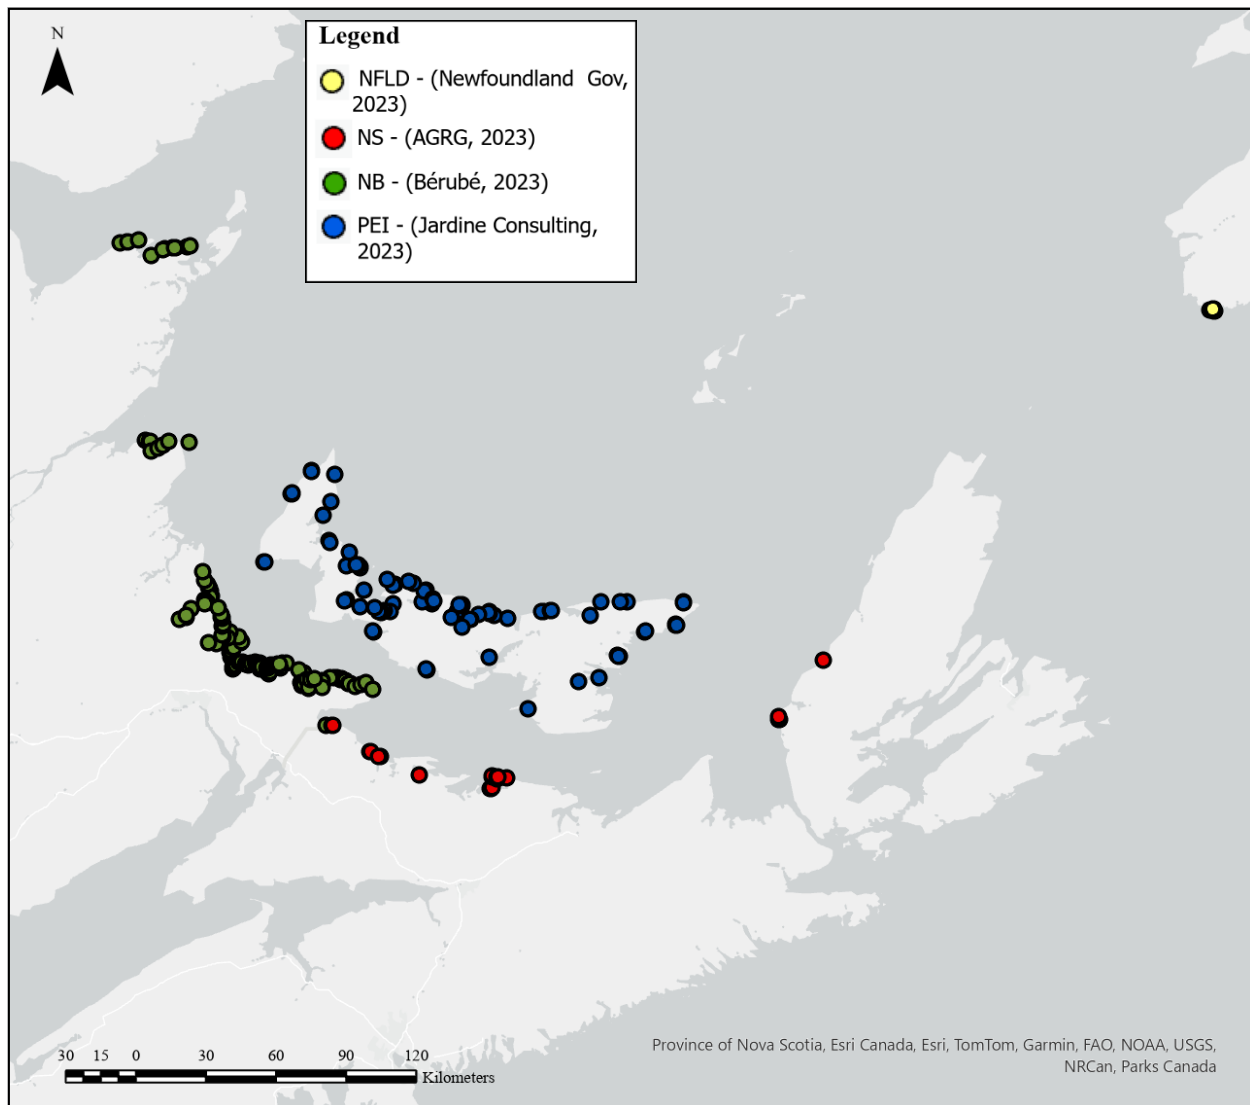 N
Legend
NFLD - (Newfoundland Gov,
2023)
NS - (AGRG, 2023)
NB - (Bérubé, 2023)
PEI - (Jardine Consulting,
2023)
30 15 0 30 60 90 120
Kilometers
Province of Nova Scotia, Esri Canada, Esri, TomTom, Garmin, FAO, NOAA, USGS,
NRCan, Parks Canada